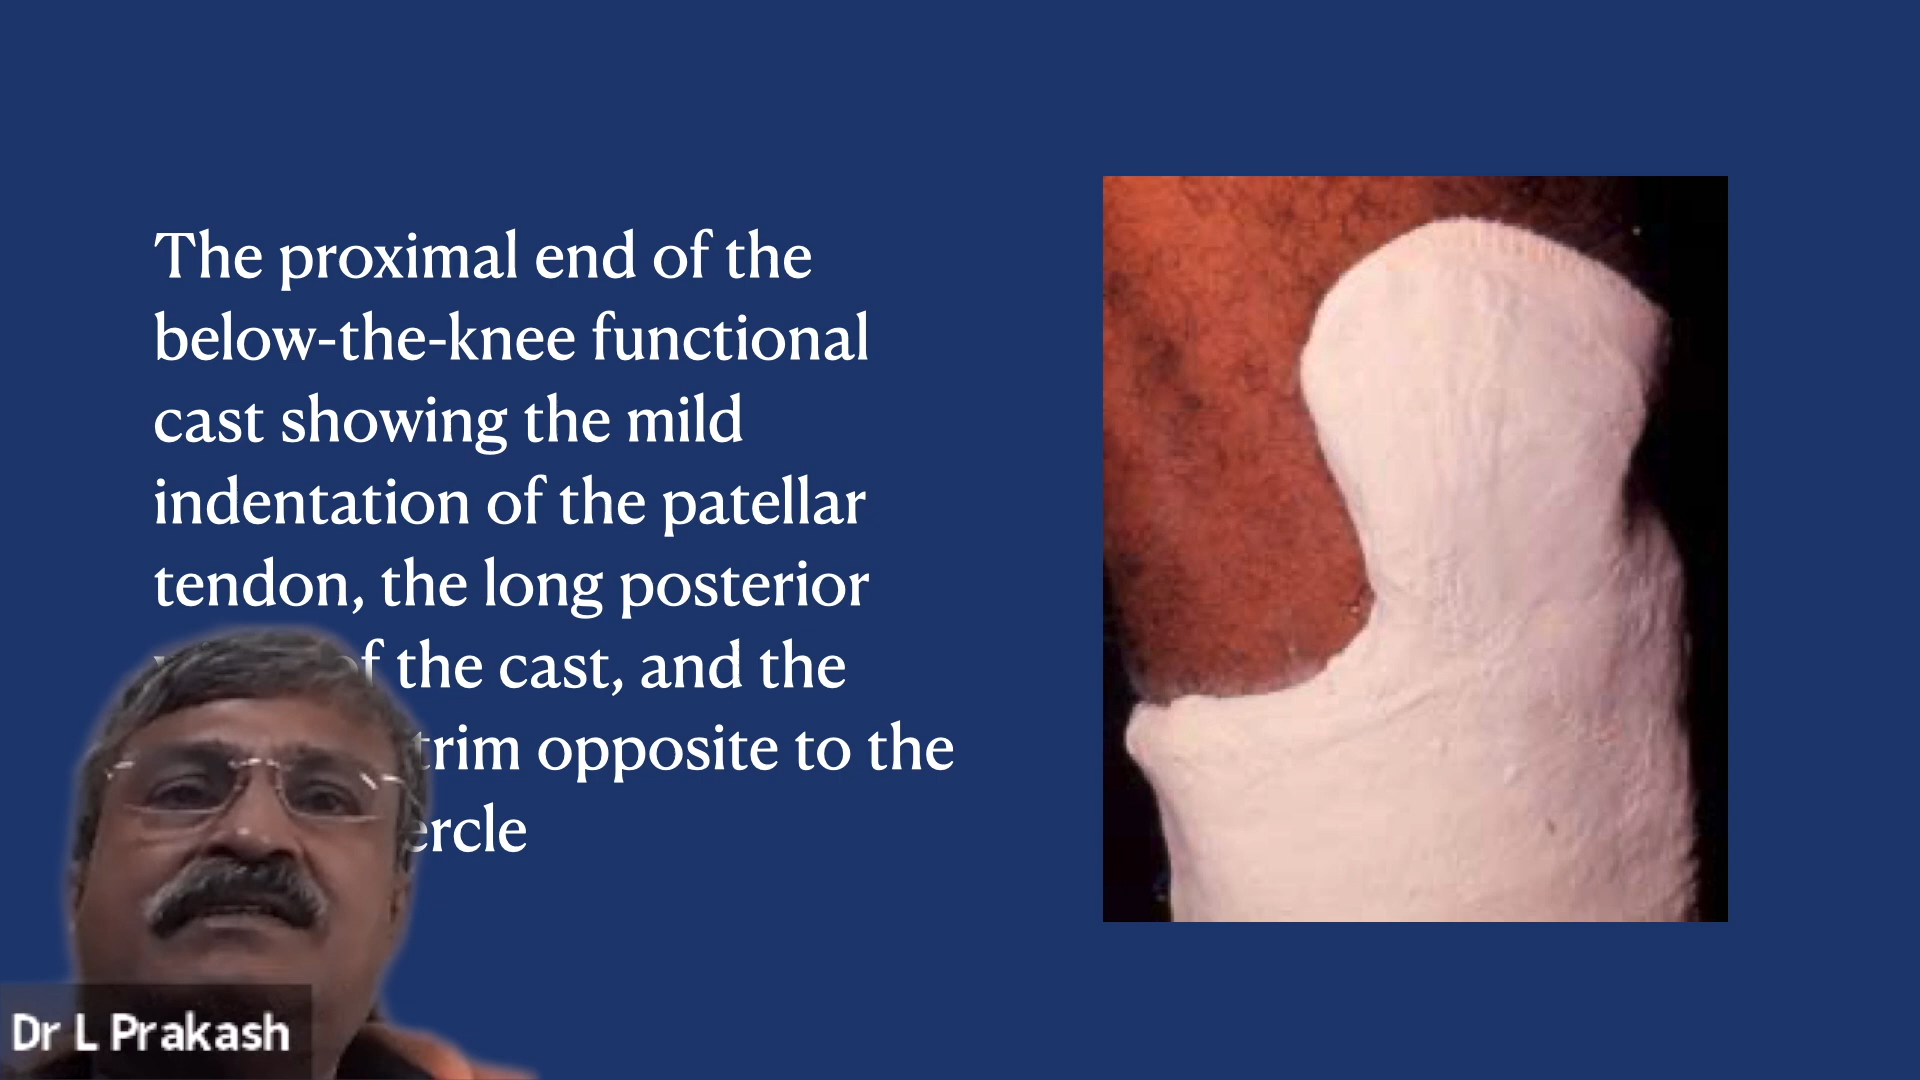 The proximal end of the
below-the-knee functional
cast showing the mild
indentation of the patellar
tendon, the long posterior
of the cast, and the
trim opposite to the
Dr L Prakash